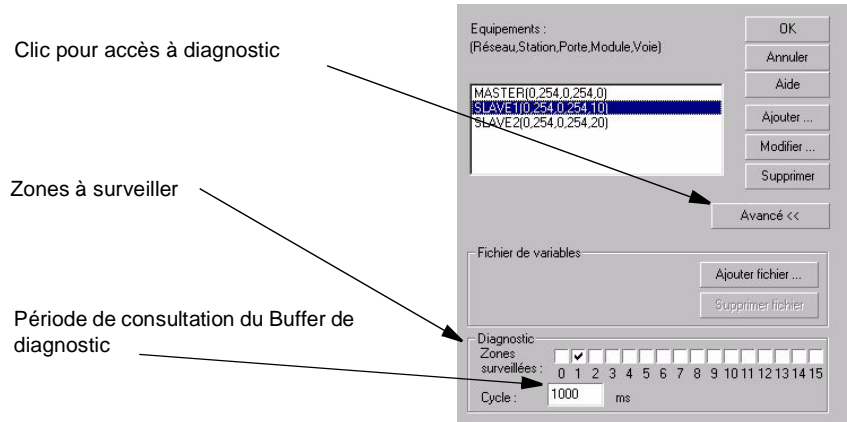 Clic pour accès à diagnostic
Zones à surveiller
Période de consultation du Buffer de
diagnostic
Equipements :
(Réseau,Station,Porte,Module,Voie)
MASTER(0,254,0,254,0)
SLAVE1(0,254,0,254,10)
SLAVE2(0,254,0,254,20)
OK
Annuler
Aide
Ajouter ...
Modifier ...
Supprimer
Avancé <<
Fichier de variables
Ajouter fichier ...
Supprimer fichier
Diagnostic
Zones
surveillées :
0 1 2 3 4 5 6 7 8 9 10 11 12 13 14 15
Cycle : 1000 ms